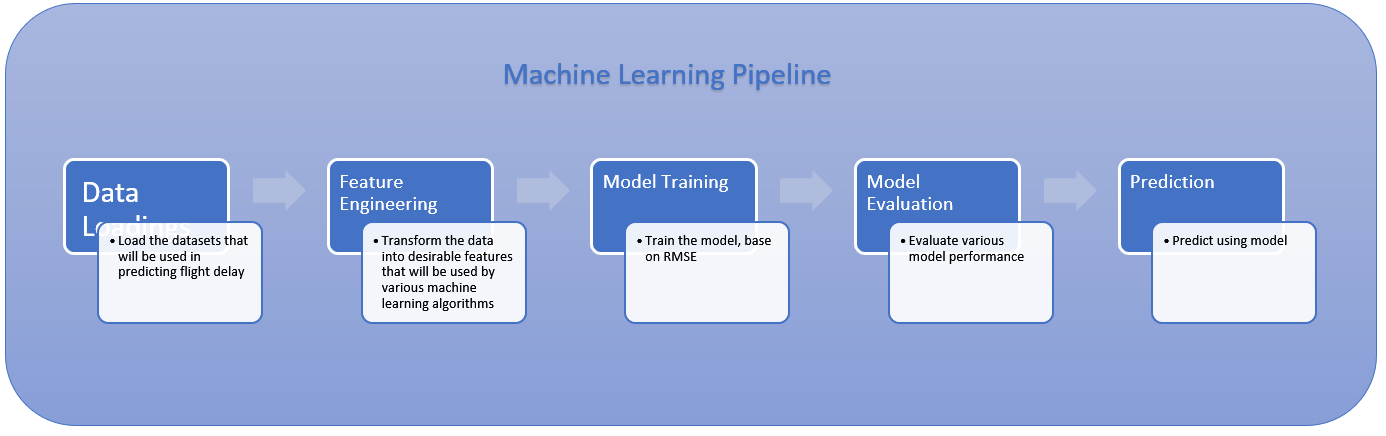 Machine Learning Pipeline
Data
Loadings
• Load the datasets that
will be used in
predicting flight delay
Feature
Engineering
• Transform the data
into desirable features
that will be used by
various machine
learning algorithms
Model Training
• Train the model, base
on RMSE
Model
Evaluation
• Evaluate various
model performance
Prediction
• Predict using model